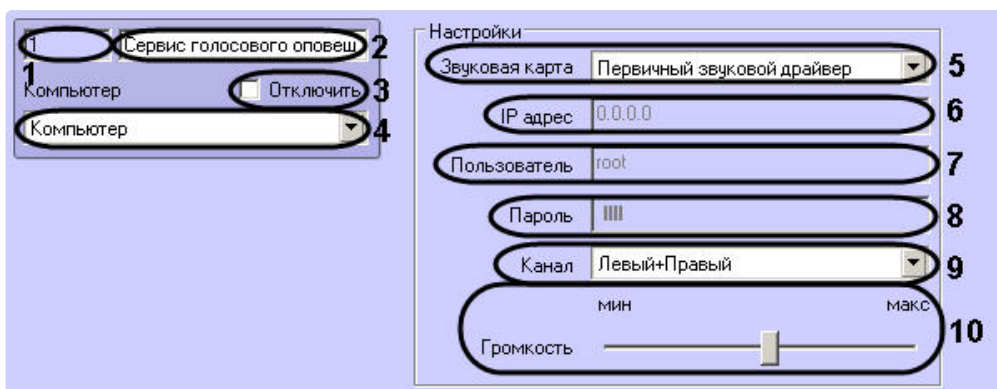 1 Сервис голосового оповещ 2
1
Компьютер Отключить 3
Компьютер 4
Настройки
Звуковая карта Первичный звуковой драйвер 5
IP адрес 0.0.0.0 6
Пользователь root 7
Пароль 8
Канал Левый+Правый 9
мин макс
Громкость 10